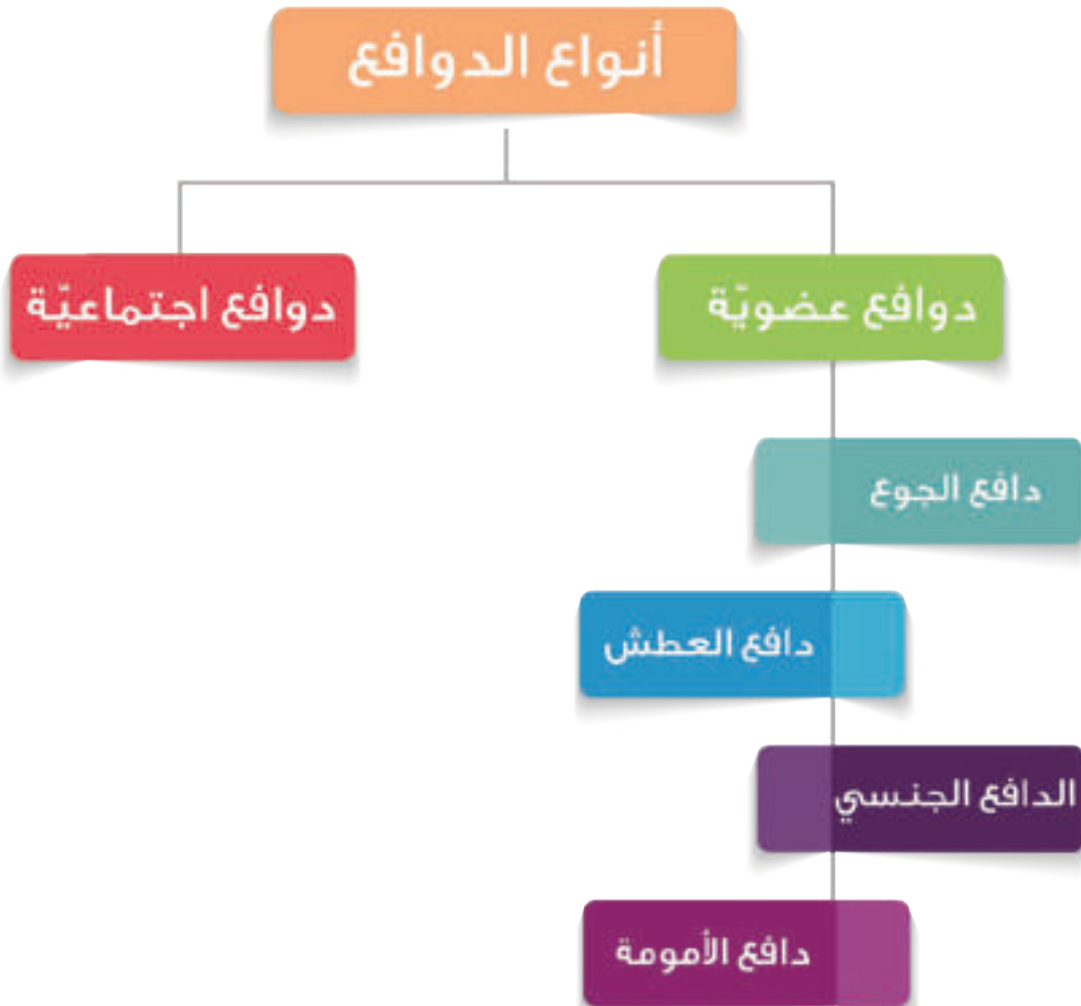 أنواع الدوافع
دوافع عضويّة
دوافع اجتماعيّة
دافع الجوع
دافع العطش
الدافع الجنسي
دافع الأمومة